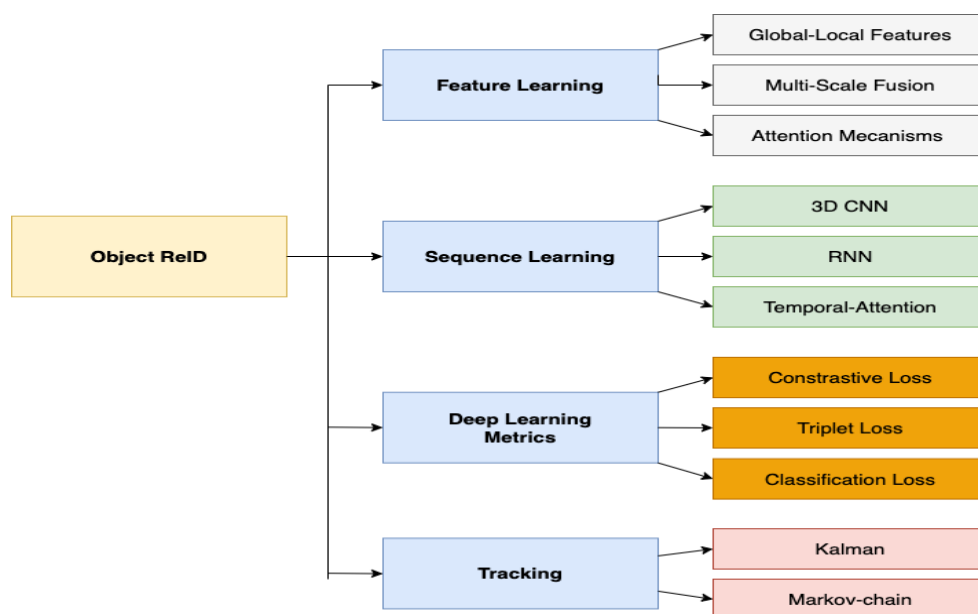 Global-Local Features
Feature Learning
Multi-Scale Fusion
Attention Mecanisms
3D CNN
Object ReID
Sequence Learning
RNN
Temporal-Attention
Constrastive Loss
Deep Learning
Metrics
Triplet Loss
Classification Loss
Kalman
Tracking
Markov-chain